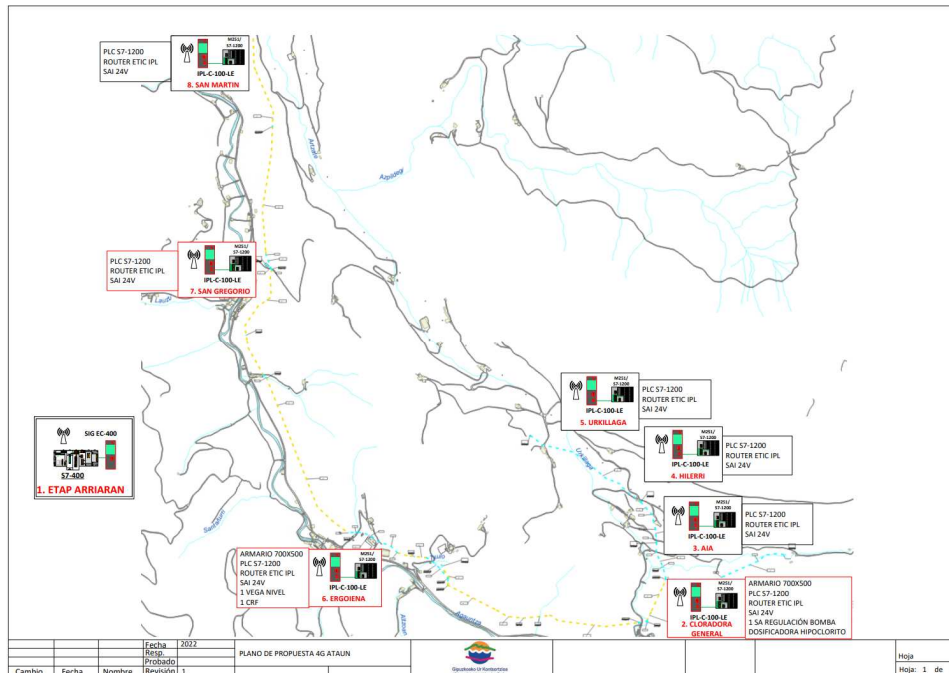 PLC S7-1200
ROUTER ETIC IPL
SAI 24V
M251/
S7-1200
IPL-C-100-LE
8. SAN MARTIN
Arizaso
PLC S7-1200
ROUTER ETIC IPL
SAI 24V
M251/
S7-1200
IPL-C-100-LE
7. SAN GREGORIO
M251/
S7-1200
IPL-C-100-LE
5. URKILLAGA
PLC S7-1200
ROUTER ETIC IPL
SAI 24V
SIG EC-400
S7-400
1. ETAP ARRIARAN
M251/
S7-1200
IPL-C-100-LE
4. HILERRI
PLC S7-1200
ROUTER ETIC IPL
SAI 24V
Urkillaga
M251/
S7-1200
IPL-C-100-LE
3. AIA
PLC S7-1200
ROUTER ETIC IPL
SAI 24V
ARMARIO 700X500
PLC S7-1200
ROUTER ETIC IPL
SAI 24V
1 VEGA NIVEL
1 CRF
M251/
S7-1200
IPL-C-100-LE
6. ERGOIENA
Agauntza
M251/
S7-1200
IPL-C-100-LE
2. CLORADORA
GENERAL
ARMARIO 700X500
PLC S7-1200
ROUTER ETIC IPL
SAI 24V
1 SA REGULACIÓN BOMBA
DOSIFICADORA HIPOCLORITO
Fecha 2022
Resp.
Probado
Cambio Fecha Nombre Revisión 1
PLANO DE PROPUESTA 4G ATAUN
Gipuzkoako Ur Kontsortzioa
Hoja
Hoja: 1 de